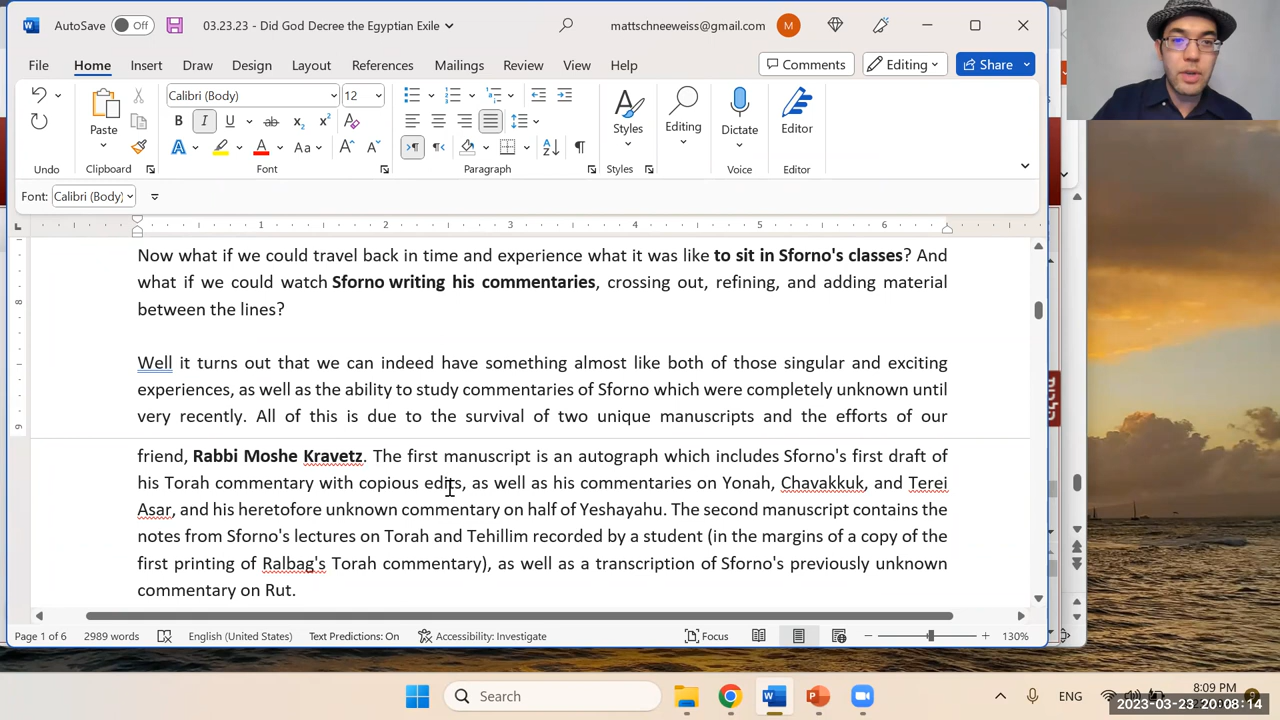 AutoSave Off 03.23.23 - Did God Decree the Egyptian Exile mattschneeweiss@gmail.com M
File Home Insert Draw Design Layout References Mailings Review View Help Comments Editing Share
Calibri (Body) 12
Paste Styles Editing Dictate Editor
Undo Clipboard Font Paragraph Styles Voice Editor
Font: Calibri (Body)
1 2 3 4 5 6
Now what if we could travel back in time and experience what it was like to sit in Sforno's classes? And
what if we could watch Sforno writing his commentaries, crossing out, refining, and adding material
between the lines?
Well it turns out that we can indeed have something almost like both of those singular and exciting
experiences, as well as the ability to study commentaries of Sforno which were completely unknown until
very recently. All of this is due to the survival of two unique manuscripts and the efforts of our
friend, Rabbi Moshe Kravetz. The first manuscript is an autograph which includes Sforno's first draft of
his Torah commentary with copious edits, as well as his commentaries on Yonah, Chavakkuk, and Terei
Asar, and his heretofore unknown commentary on half of Yeshayahu. The second manuscript contains the
notes from Sforno's lectures on Torah and Tehillim recorded by a student (in the margins of a copy of the
first printing of Ralbag's Torah commentary), as well as a transcription of Sforno's previously unknown
commentary on Rut.
Page 1 of 6 2989 words English (United States) Text Predictions: On Accessibility: Investigate Focus 130%
Search ENG 8:09 PM
2023-03-23 20:08:14